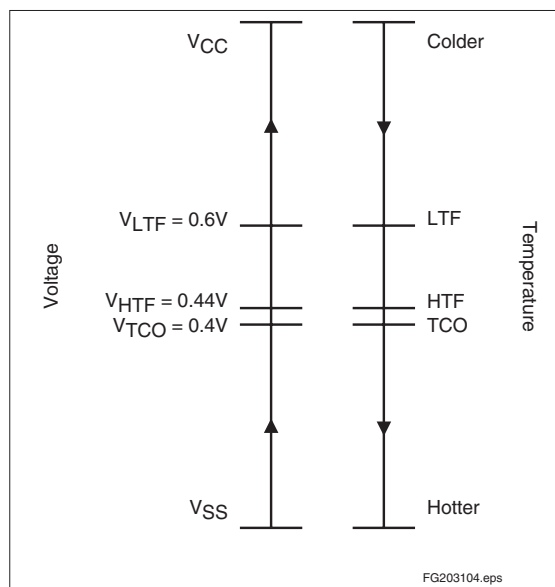 VCC Colder
VLTF = 0.6V LTF
Voltage
Temperature
VHTF = 0.44V HTF
VTCO = 0.4V TCO
VSS Hotter
FG203104.eps